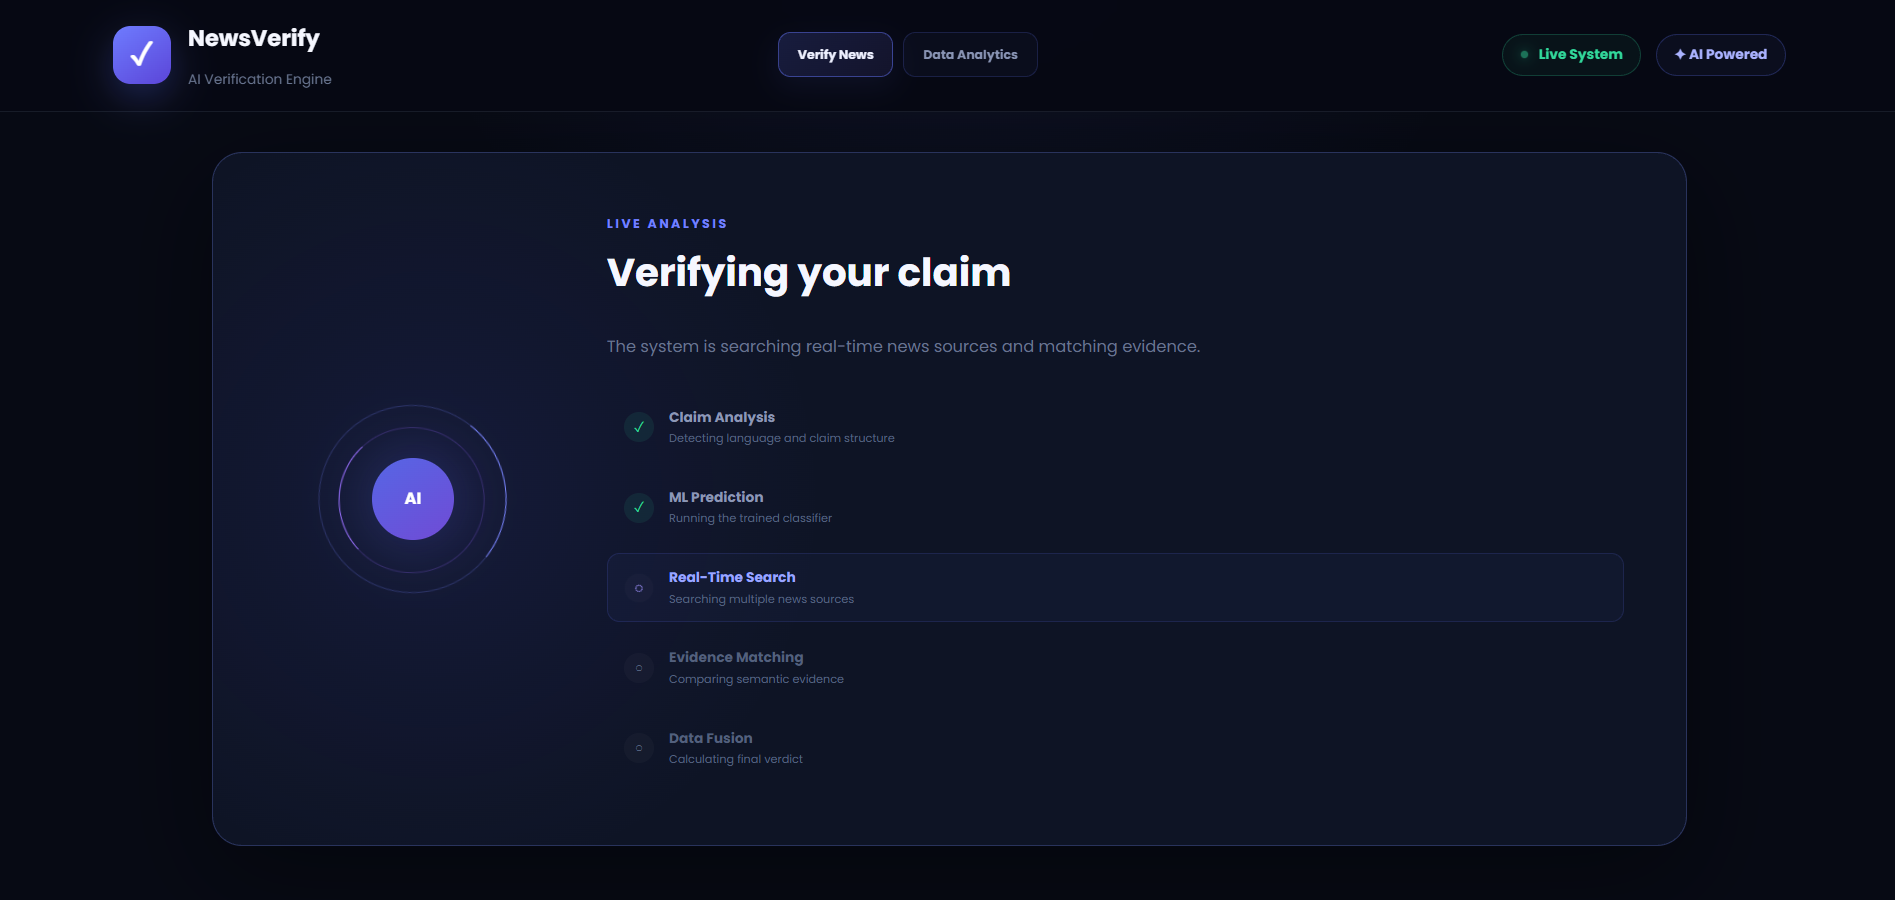 ✓
NewsVerify
AI Verification Engine
Verify News
Data Analytics
Live System
✦ AI Powered
LIVE ANALYSIS
Verifying your claim
The system is searching real-time news sources and matching evidence.
AI
✓
Claim Analysis
Detecting language and claim structure
✓
ML Prediction
Running the trained classifier
○
Real-Time Search
Searching multiple news sources
○
Evidence Matching
Comparing semantic evidence
○
Data Fusion
Calculating final verdict